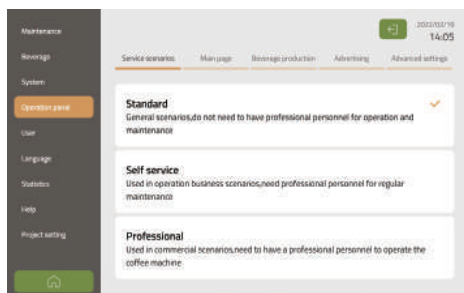 Maintenance
Beverage
System
Operation panel
User
Language
Statistics
Help
Project setting
2022/02/10
14:05
Service scenarios
Main page
Beverage production
Advertising
Advanced settings
Standard
General scenarios,do not need to have professional personnel for operation and
maintenance
Self service
Used in operation business scenarios,need professional personnel for regular
maintenance
Professional
Used in commercial scenarios,need to have a professional personnel to operate the
coffee machine